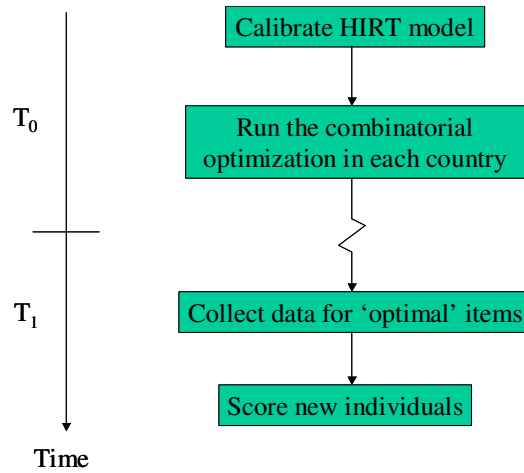 Calibrate HIRT model
T0
Run the combinatorial
optimization in each country
T1
Collect data for ‘optimal’ items
Score new individuals
Time